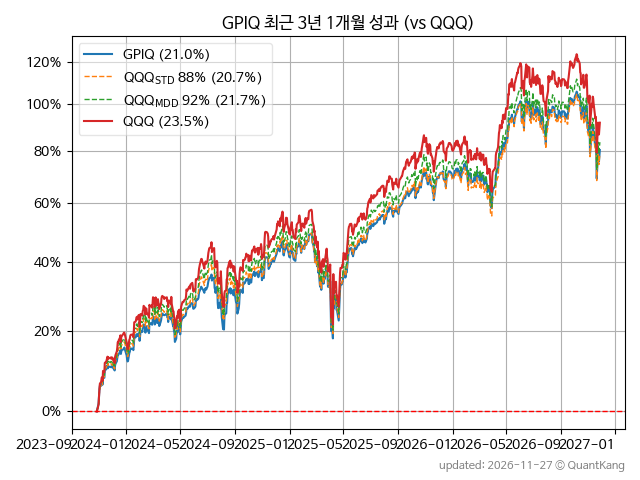 GPIQ 최근 3년 1개월 성과 (vs QQQ)
GPIQ (21.0%)
QQQSTD 88% (20.7%)
QQQMDD 92% (21.7%)
QQQ (23.5%)
120%
100%
80%
60%
40%
20%
0%
2023-09 2024-01 2024-05 2024-09 2025-01 2025-05 2025-09 2026-01 2026-05 2026-09 2027-01
updated: 2026-11-27 © QuantKang